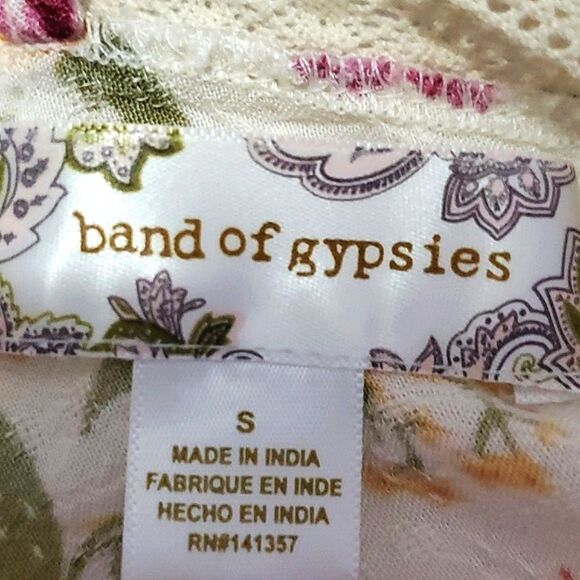 band of gypsies
S
MADE IN INDIA
FABRIQUE EN INDE
HECHO EN INDIA
RN#141357